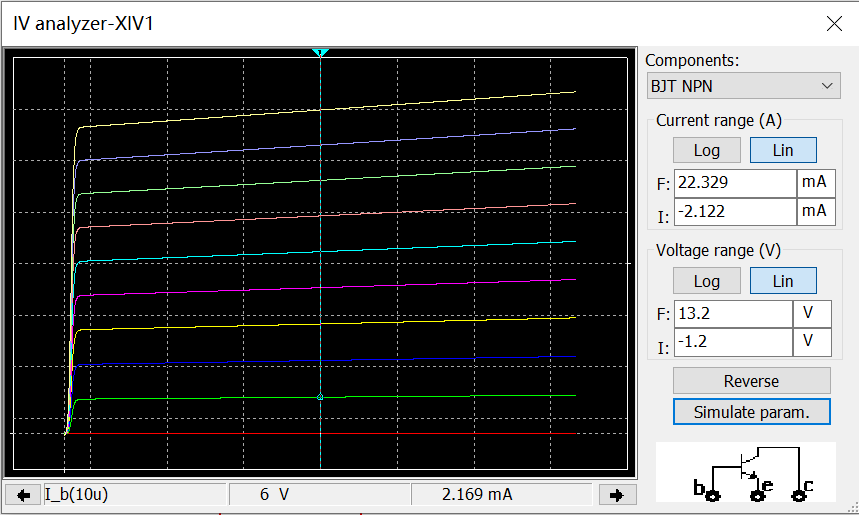 IV analyzer-XIV1
Components:
BJT NPN
Current range (A)
Log Lin
F: 22.329 mA
I: -2.122 mA
Voltage range (V)
Log Lin
F: 13.2 V
I: -1.2 V
Reverse
Simulate param.
b e c
I_b(10u) 6 V 2.169 mA